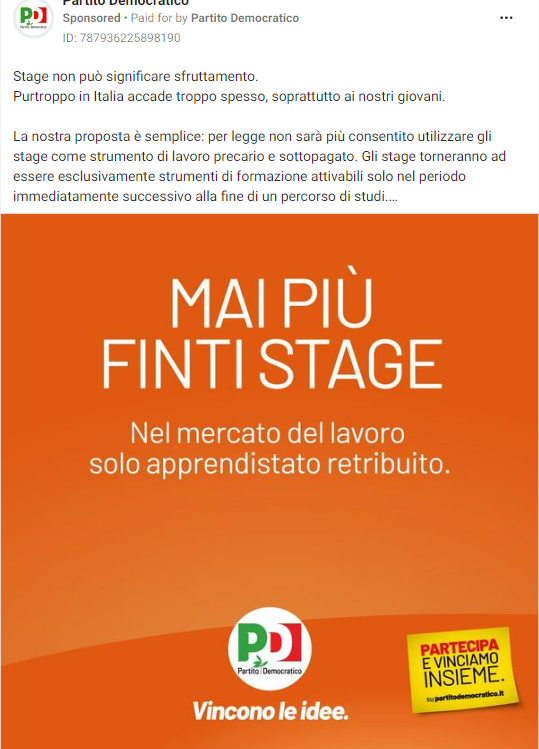 Partito Democratico
Sponsored • Paid for by Partito Democratico
ID: 787936225898190
Stage non può significare sfruttamento.
Purtroppo in Italia accade troppo spesso, soprattutto ai nostri giovani.
La nostra proposta è semplice: per legge non sarà più consentito utilizzare gli
stage come strumento di lavoro precario e sottopagato. Gli stage torneranno ad
essere esclusivamente strumenti di formazione attivabili solo nel periodo
immediatamente successivo alla fine di un percorso di studi.…
MAI PIÙ
FINTI STAGE
Nel mercato del lavoro
solo apprendistato retribuito.
PD
Partito Democratico
Vincono le idee.
PARTECIPA
E VINCIAMO
INSIEME.
su partitodemocratico.it